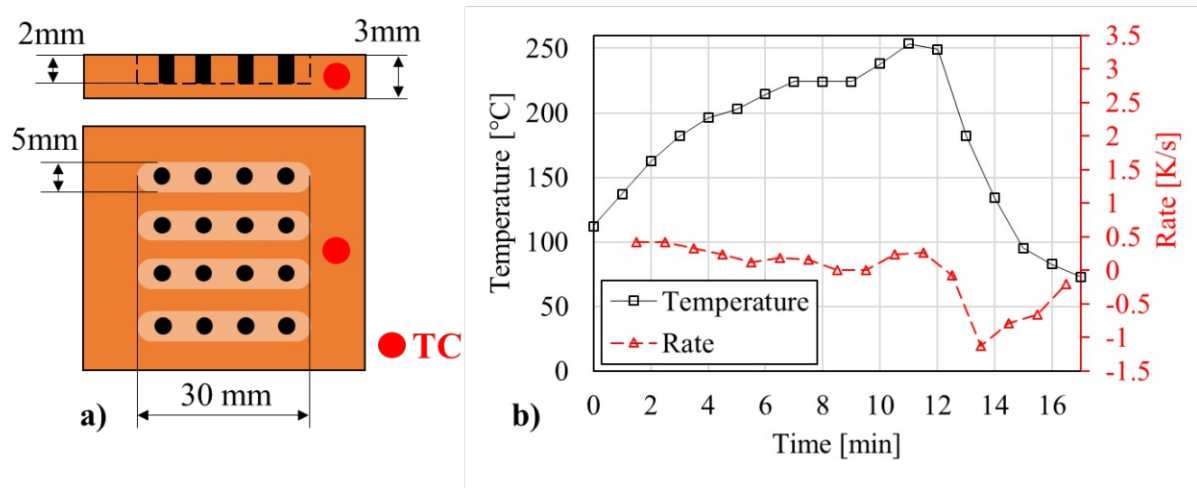 2mm
3mm
5mm
TC
30 mm
a)
Temperature [°C]
250
200
150
100
50
0
Temperature
Rate
3.5
3
2.5
2
1.5
1
0.5
0
-0.5
-1
-1.5
Rate [K/s]
0 2 4 6 8 10 12 14 16
b)
Time [min]